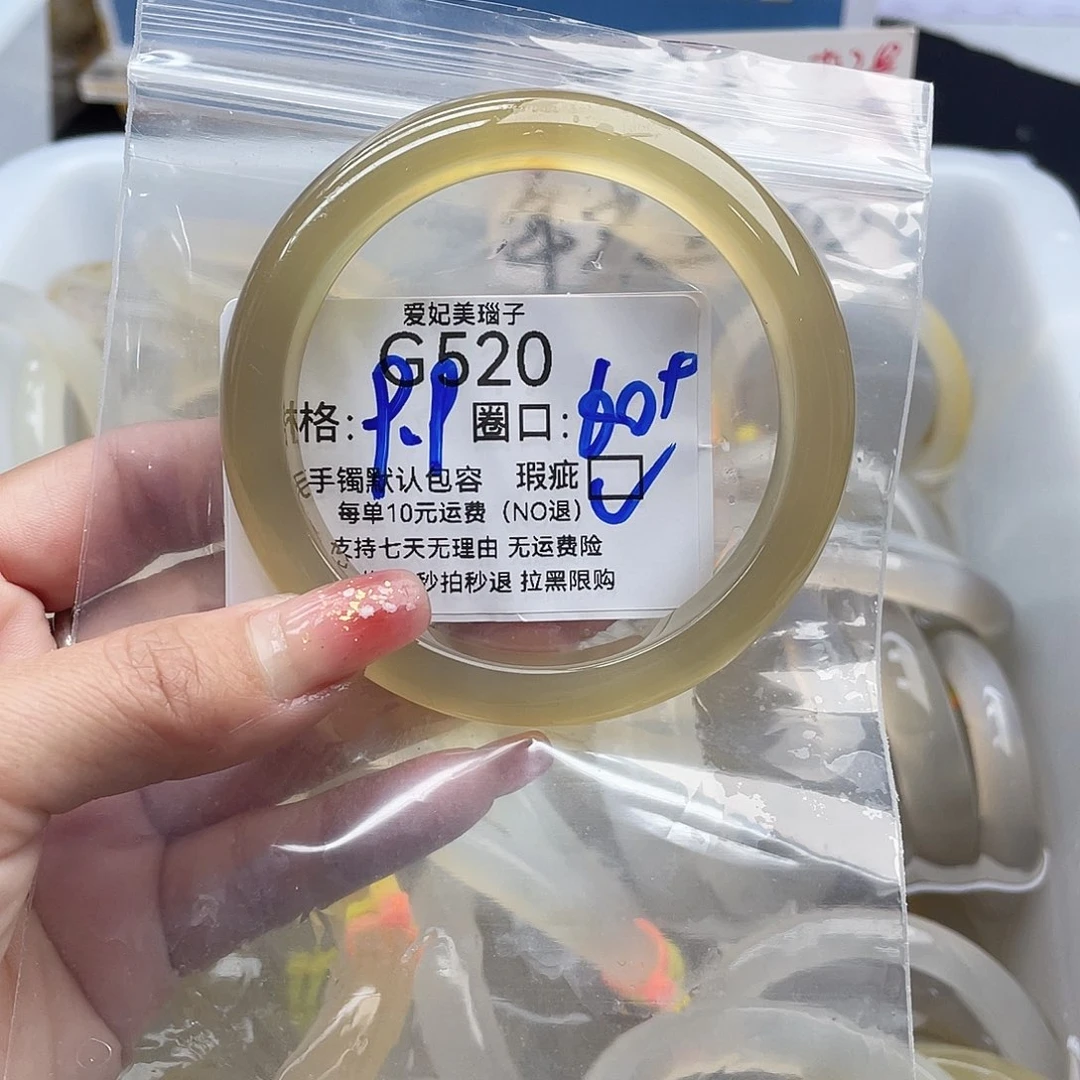 爱妃美瑙子
G520
格: P.P 圈口: 60+
手镯默认包容 瑕疵
每单10元运费 (NO退)
支持七天无理由 无运费险
秒拍秒退 拉黑限购